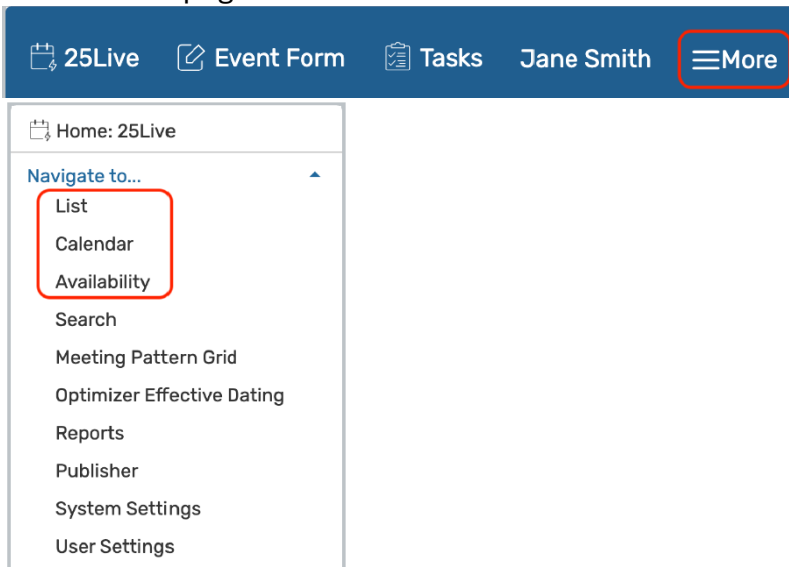 25Live Event Form Tasks Jane Smith More
Home: 25Live
Navigate to...
List
Calendar
Availability
Search
Meeting Pattern Grid
Optimizer Effective Dating
Reports
Publisher
System Settings
User Settings